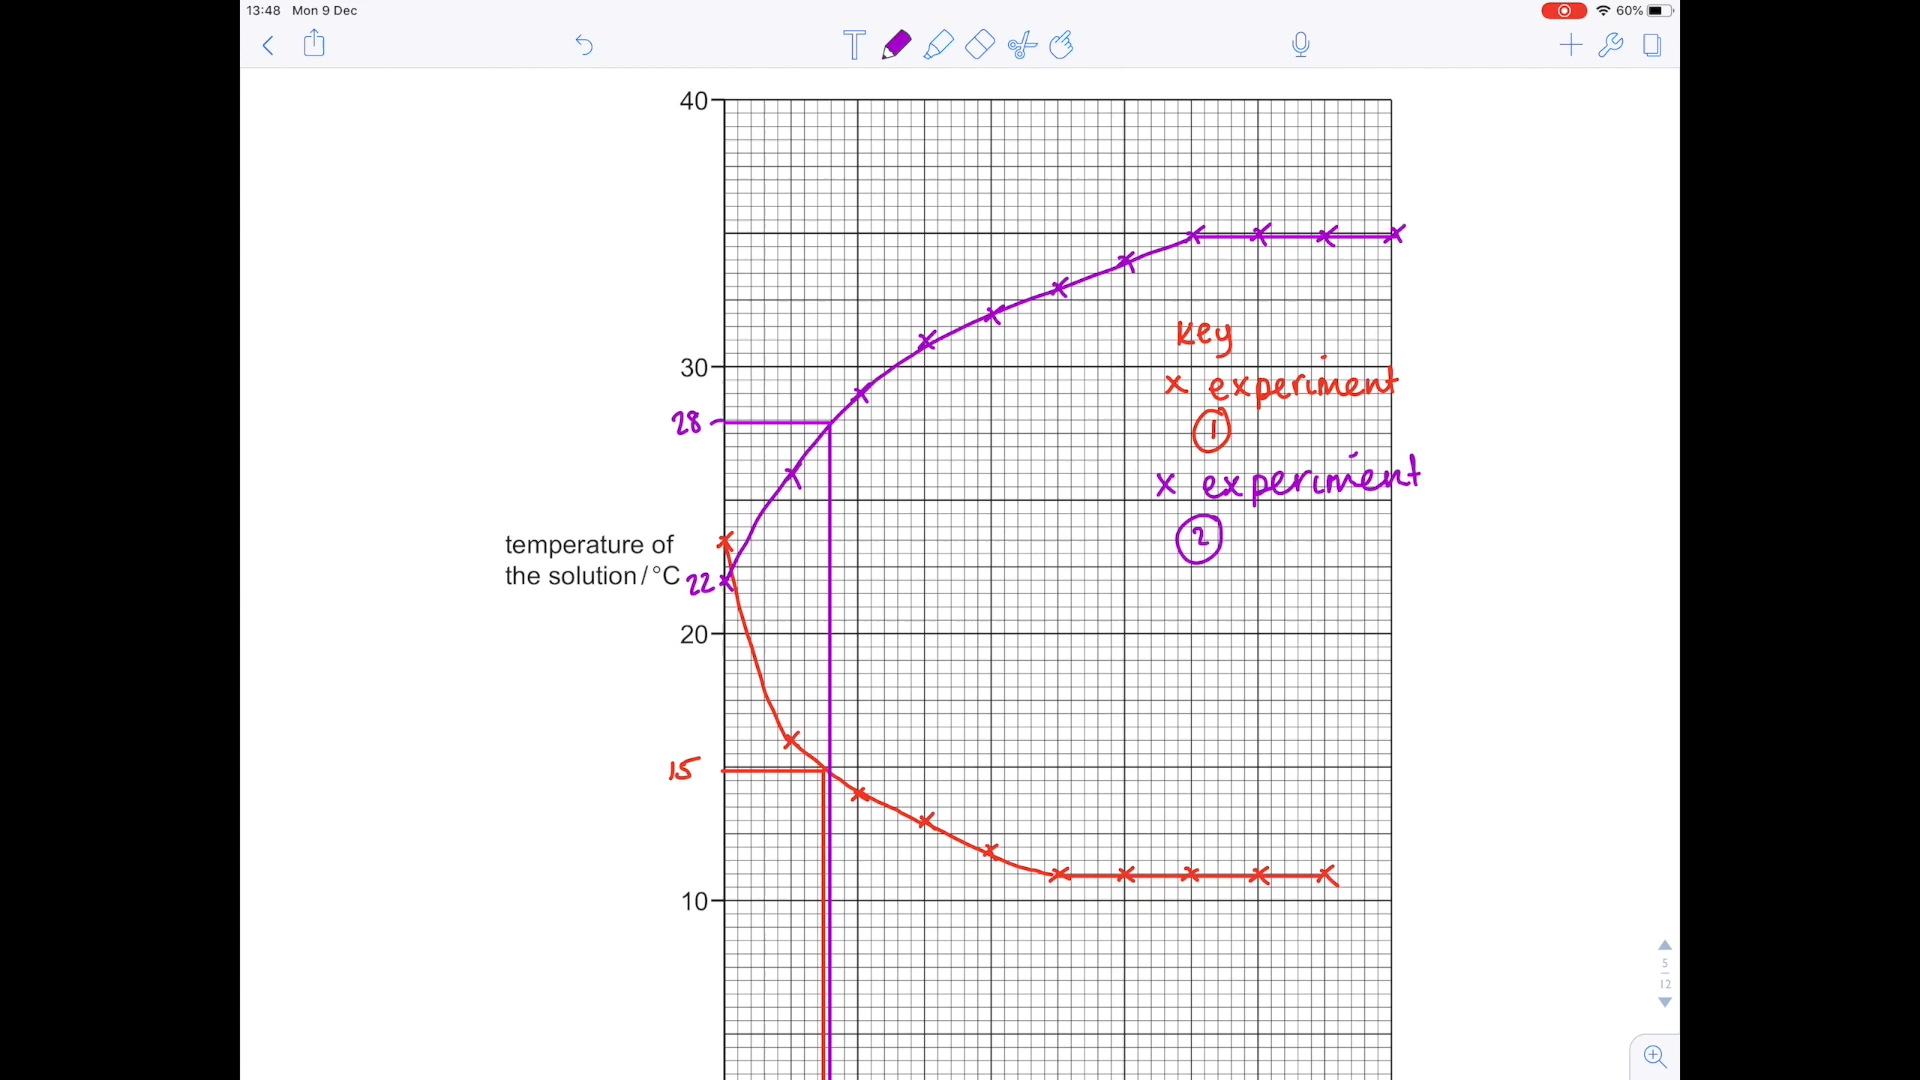 13:48 Mon 9 Dec
60%
T
40
30
28
temperature of
the solution / °C
22
20
15
10
key
x experiment
1
x experiment
2
5
12